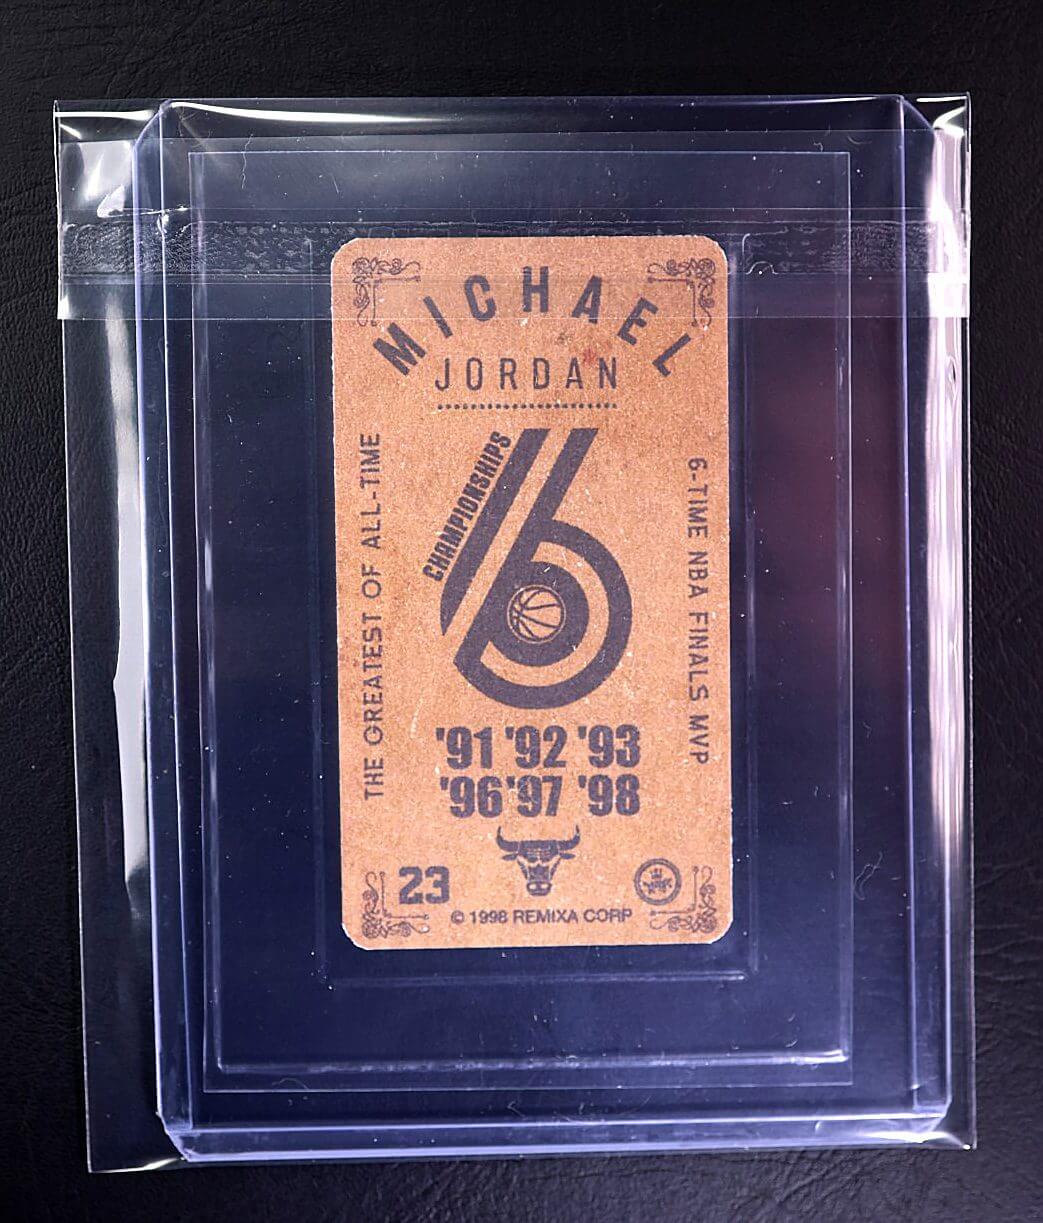 MICHAEL
JORDAN
CHAMPIONSHIPS
6
THE GREATEST OF ALL-TIME
6-TIME NBA FINALS MVP
'91 '92 '93
'96 '97 '98
23
© 1998 REMIXA CORP